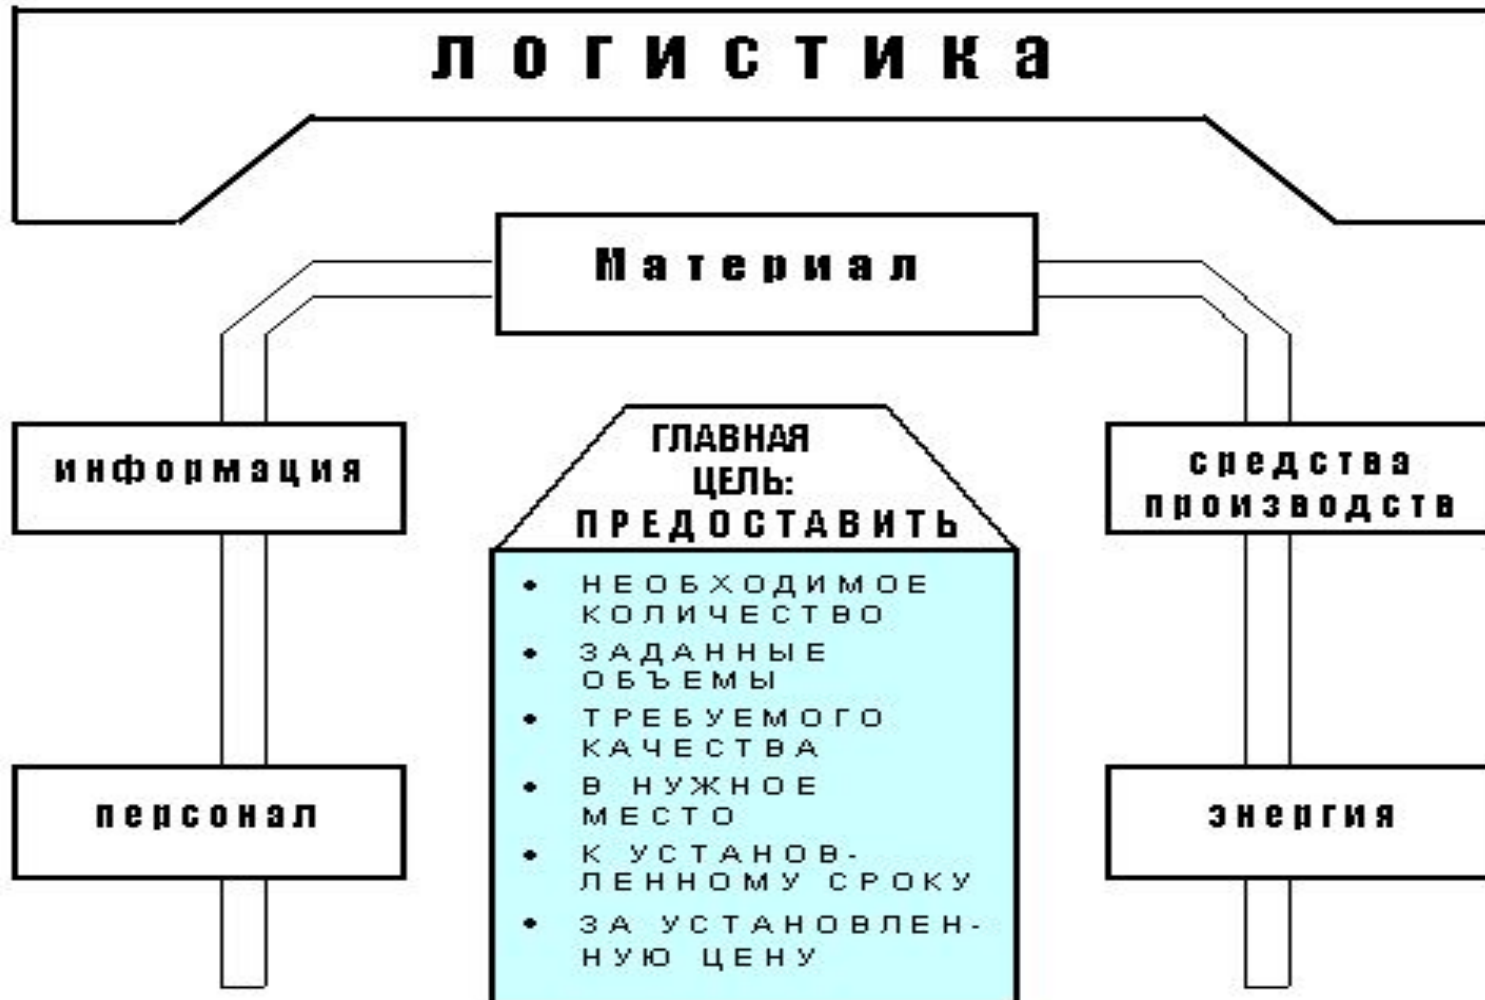 ЛОГИСТИКА
Материал
информация
средства
производств
персонал
энергия
ГЛАВНАЯ
ЦЕЛЬ:
ПРЕДОСТАВИТЬ
• НЕОБХОДИМОЕ
КОЛИЧЕСТВО
• ЗАДАННЫЕ
ОБЪЕМЫ
• ТРЕБУЕМОГО
КАЧЕСТВА
• В НУЖНОЕ
МЕСТО
• К УСТАНОВ-
ЛЕННОМУ СРОКУ
• ЗА УСТАНОВЛЕН-
НУЮ ЦЕНУ